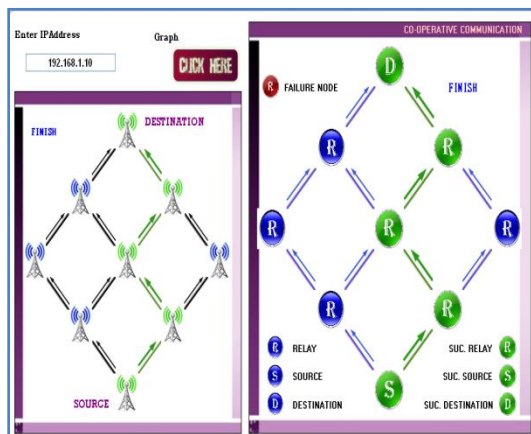 Enter IPAddress
Graph
192.168.1.10
CLICK HERE
FINISH
DESTINATION
SOURCE
CO-OPERATIVE COMMUNICATION
R FAILURE NODE
FINISH
D
R
R
R
R
R
R
R
S
R RELAY
S SOURCE
D DESTINATION
SUC. RELAY R
SUC. SOURCE S
SUC. DESTINATION D